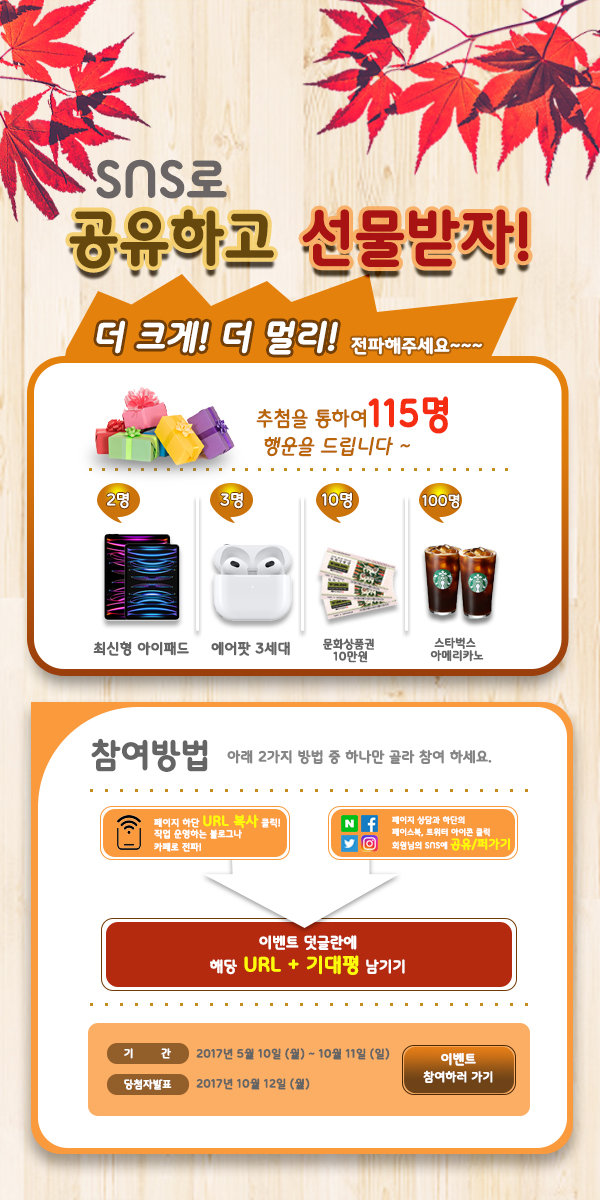 SNS로
공유하고 선물받자!
더 크게! 더 멀리! 전파해주세요~~~
추첨을 통하여 115명
행운을 드립니다 ~
2명
3명
10명
100명
최신형 아이패드
에어팟 3세대
문화상품권
10만원
스타벅스
아메리카노
참여방법 아래 2가지 방법 중 하나만 골라 참여 하세요.
페이지 하단 URL 복사 클릭!
직업 운영하는 블로그나
카페로 전파!
페이지 상담과 하단의
페이스북, 트위터 아이콘 클릭
회원님의 SNS에 공유/퍼가기
이벤트 덧글란에
해당 URL + 기대평 남기기
기 간 2017년 5월 10일 (월) ~ 10월 11일 (일)
당첨자발표 2017년 10월 12일 (월)
이벤트
참여하러 가기